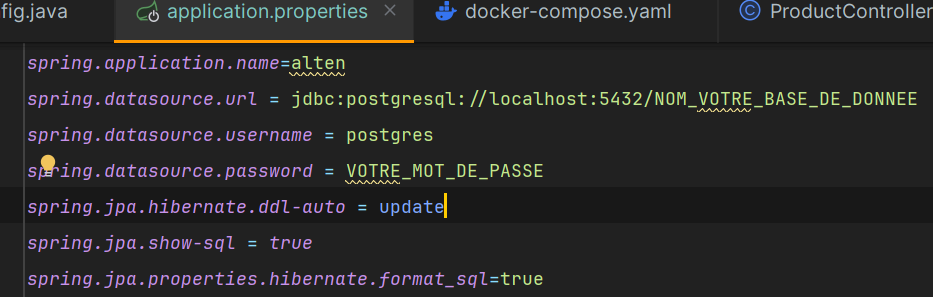 fig.java application.properties × docker-compose.yaml ProductController
spring.application.name=alten
spring.datasource.url = jdbc:postgresql://localhost:5432/NOM_VOTRE_BASE_DE_DONNEE
spring.datasource.username = postgres
spring.datasource.password = VOTRE_MOT_DE_PASSE
spring.jpa.hibernate.ddl-auto = update
spring.jpa.show-sql = true
spring.jpa.properties.hibernate.format_sql=true